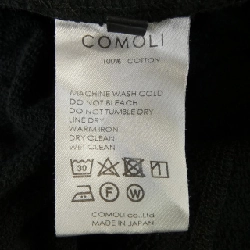 COMOLI
100% COTTON
MACHINE WASH COLD
DO NOT BLEACH
DO NOT TUMBLE DRY
LINE DRY
WARM IRON
DRY CLEAN
WET CLEAN
30
F W
COMOLI co.,Ltd
MADE IN JAPAN